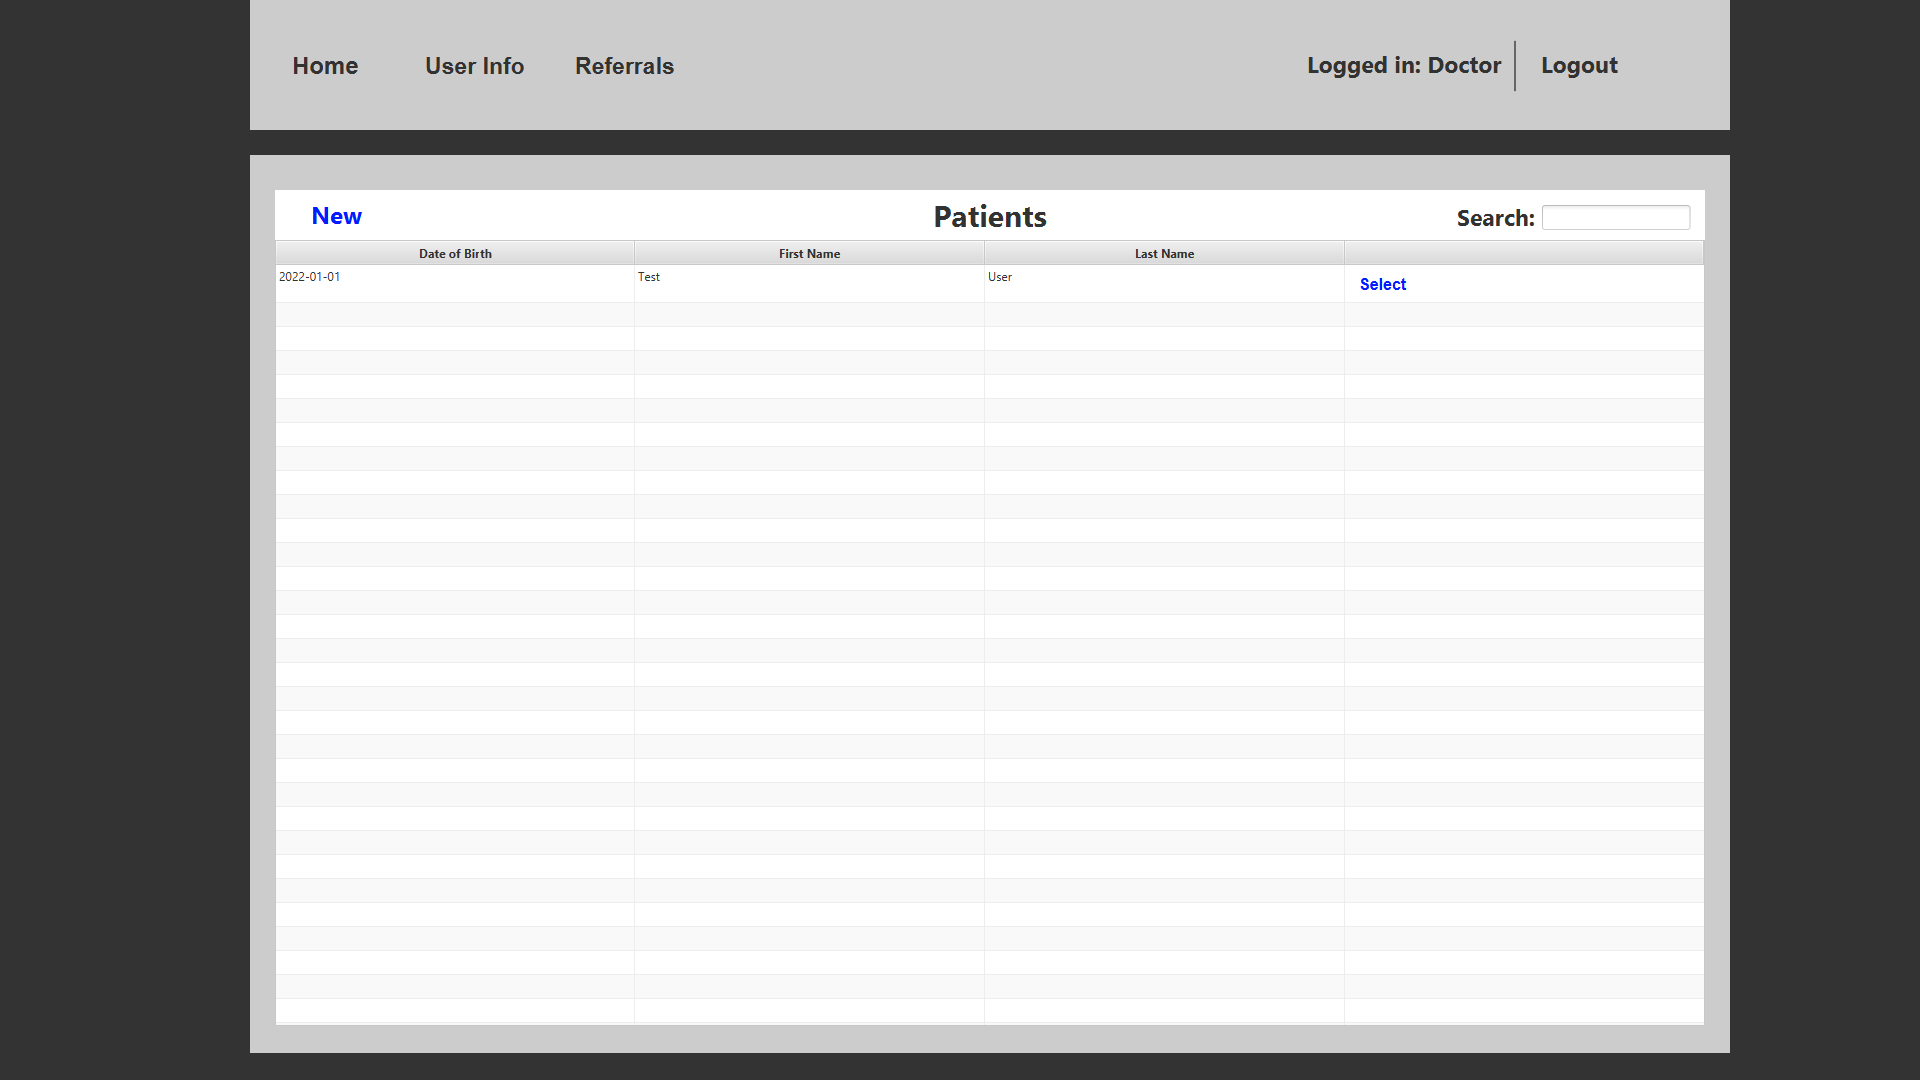 Home User Info Referrals Logged in: Doctor Logout
New Patients Search:
Date of Birth First Name Last Name
2022-01-01 Test User Select